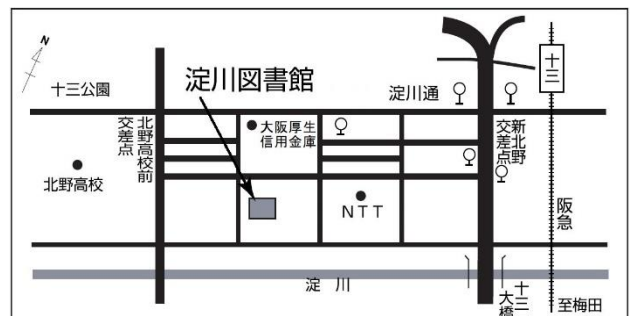 N
十三
淀川図書館
十三公園
淀川通
北野高校前
交差点
大阪厚生
信用金庫
新北野
交差点
北野高校
NTT
阪急
淀川
十三
大橋
至梅田